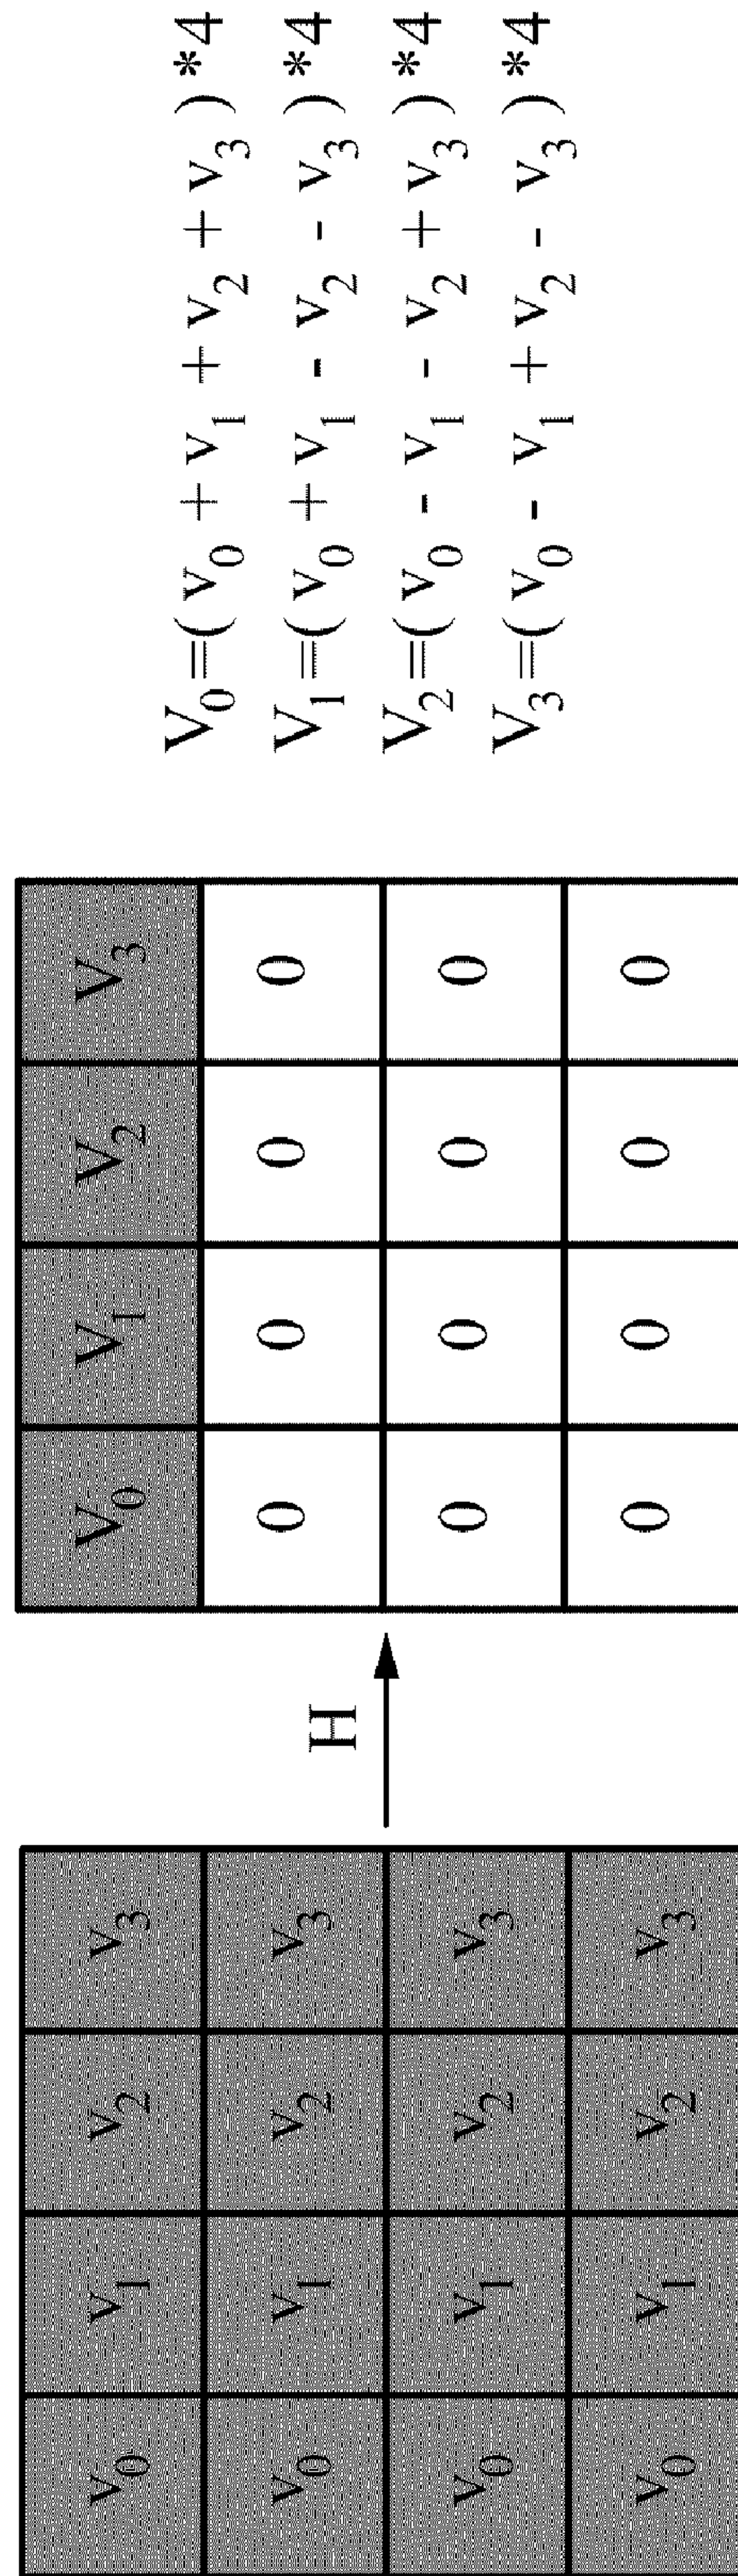 v0 v1 v2 v3
v0 v1 v2 v3
v0 v1 v2 v3
v0 v1 v2 v3
H
V0 V1 V2 V3
0 0 0 0
0 0 0 0
0 0 0 0
V0=( v0 + v1 + v2 + v3 )*4
V1=( v0 + v1 - v2 - v3 )*4
V2=( v0 - v1 - v2 + v3 )*4
V3=( v0 - v1 + v2 - v3 )*4